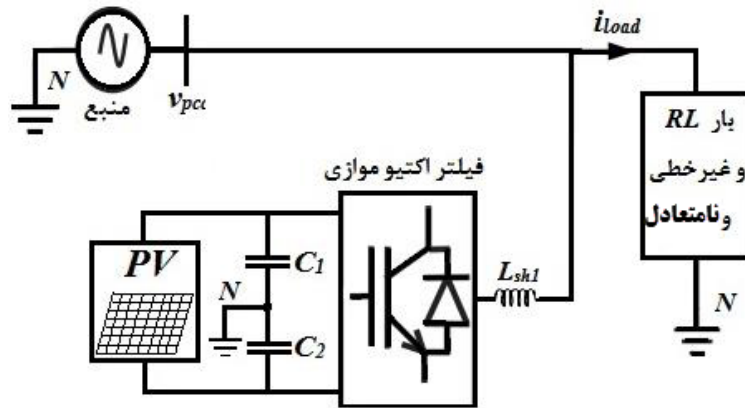 i_load
N
v_pcc
منبع
بار RL
و غیرخطی
ونامتعادل
N
فیلتر اکتیو موازی
PV
C1
N
C2
L_sh1